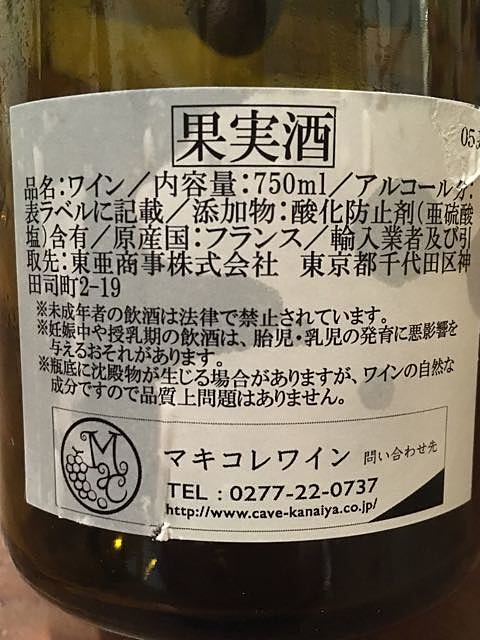 果実酒
053
品名:ワイン/内容量:750ml/アルコール分:
表ラベルに記載/添加物:酸化防止剤(亜硫酸
塩)含有/原産国:フランス/輸入業者及び引
取先:東亜商事株式会社 東京都千代田区神
田司町2-19
※未成年者の飲酒は法律で禁止されています。
※妊娠中や授乳期の飲酒は、胎児・乳児の発育に悪影響を
与えるおそれがあります。
※瓶底に沈殿物が生じる場合がありますが、ワインの自然な
成分ですので品質上問題はありません。
MC
マキコレワイン 問い合わせ先
TEL : 0277-22-0737
http://www.cave-kanaiya.co.jp/